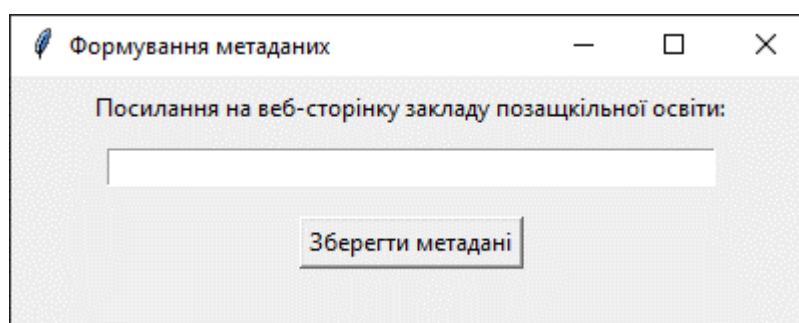 Формування метаданих
Посилання на веб-сторінку закладу позащкільної освіти:
Зберегти метадані